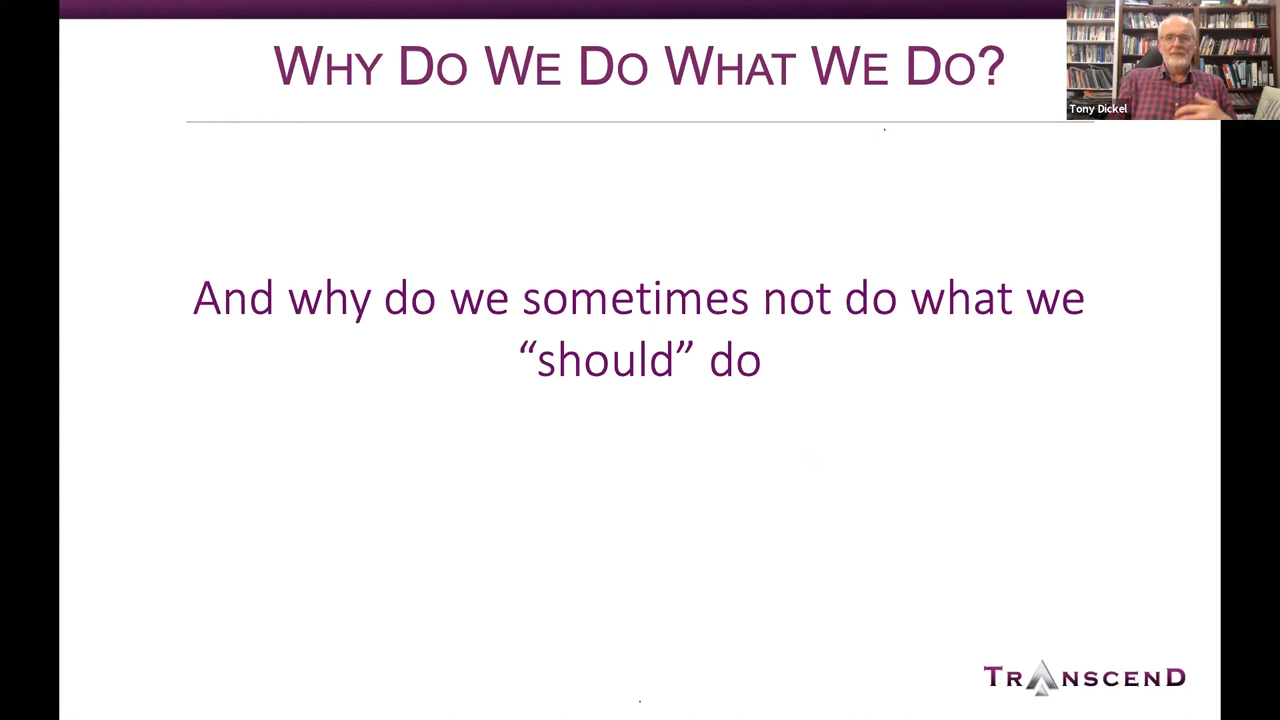 WHY DO WE DO WHAT WE DO?
Tony Dickel
And why do we sometimes not do what we
“should” do
TRANSCEND